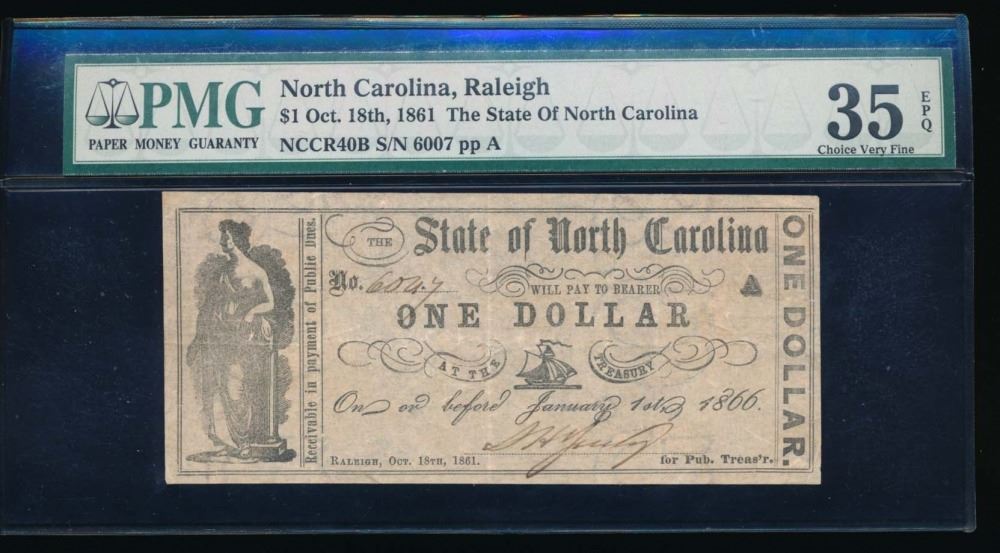 PMG
PAPER MONEY GUARANTY
North Carolina, Raleigh
$1 Oct. 18th, 1861 The State Of North Carolina
NCCR40B S/N 6007 pp A
35
EPQ
Choice Very Fine
Receivable in payment of Public Dues.
THE State of North Carolina
No. 6047
WILL PAY TO BEARER A
ONE DOLLAR
AT THE TREASURY
On or before January 1st 1866.
RALEIGH, OCT. 18TH, 1861. for Pub. Treas'r.
ONE DOLLAR.